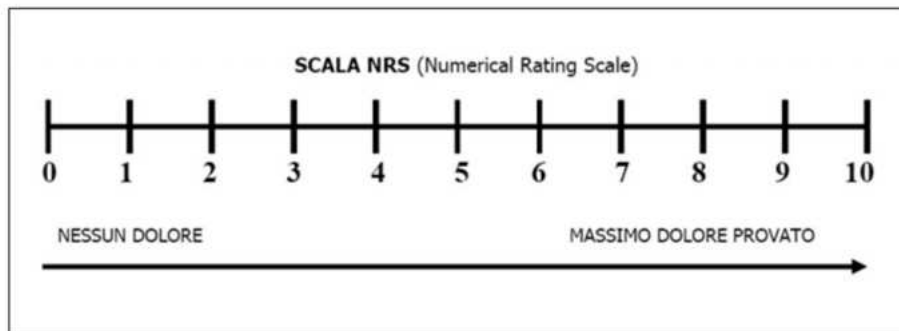 SCALA NRS (Numerical Rating Scale)
0 1 2 3 4 5 6 7 8 9 10
NESSUN DOLORE MASSIMO DOLORE PROVATO